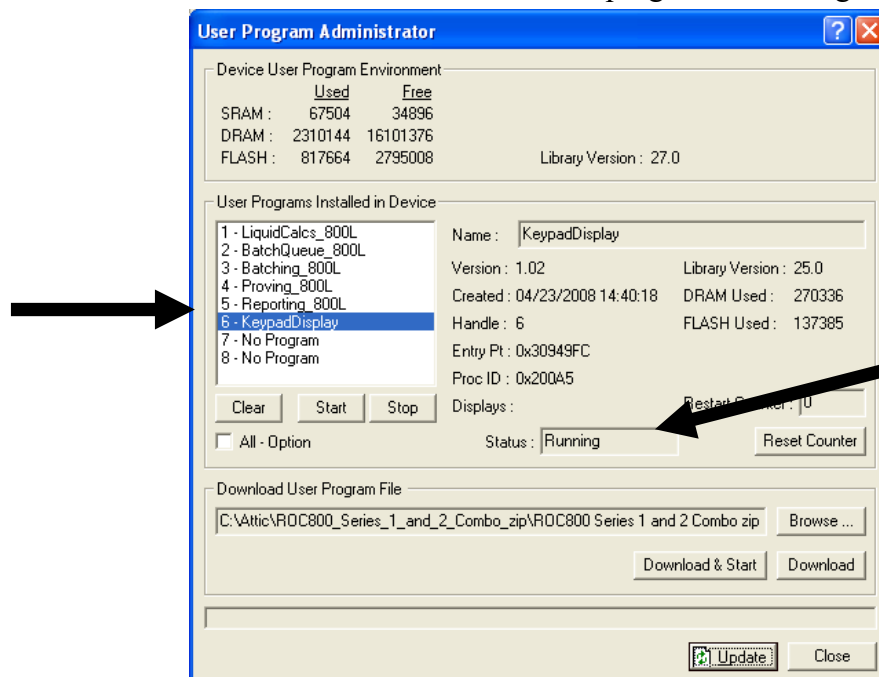 program
User Program Administrator
Device User Program Environment
Used Free
SRAM : 67504 34896
DRAM : 2310144 16101376
FLASH : 817664 2795008 Library Version : 27.0
User Programs Installed in Device
1 - LiquidCalcs_800L
2 - BatchQueue_800L
3 - Batching_800L
4 - Proving_800L
5 - Reporting_800L
6 - KeypadDisplay
7 - No Program
8 - No Program
Clear Start Stop
All - Option
Name : KeypadDisplay
Version : 1.02 Library Version : 25.0
Created : 04/23/2008 14:40:18 DRAM Used : 270336
Handle : 6 FLASH Used : 137385
Entry Pt : 0x30949FC
Proc ID : 0x200A5
Displays : Restart : 0
Status : Running Reset Counter
Download User Program File
C:\Attic\ROC800_Series_1_and_2_Combo_zip\ROC800 Series 1 and 2 Combo zip Browse ...
Download & Start Download
Update Close